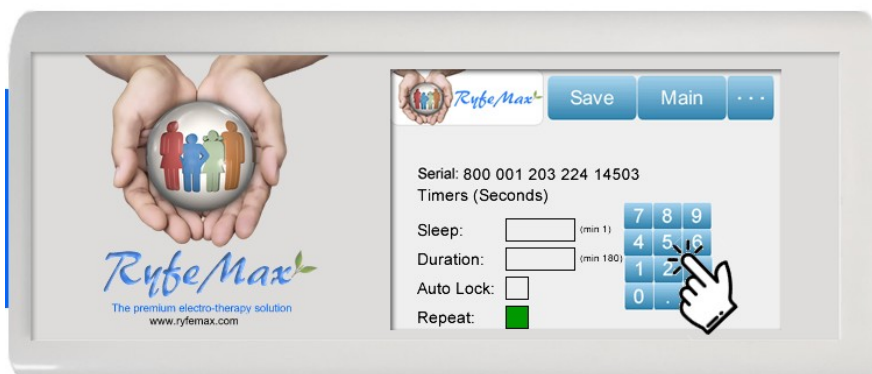 RyfeMax
The premium electro-therapy solution
www.ryfemax.com
RyfeMax
Save
Main
...
Serial: 800 001 203 224 14503
Timers (Seconds)
Sleep:
(min 1)
Duration:
(min 180)
Auto Lock:
Repeat:
7 8 9
4 5 6
1 2
0 .